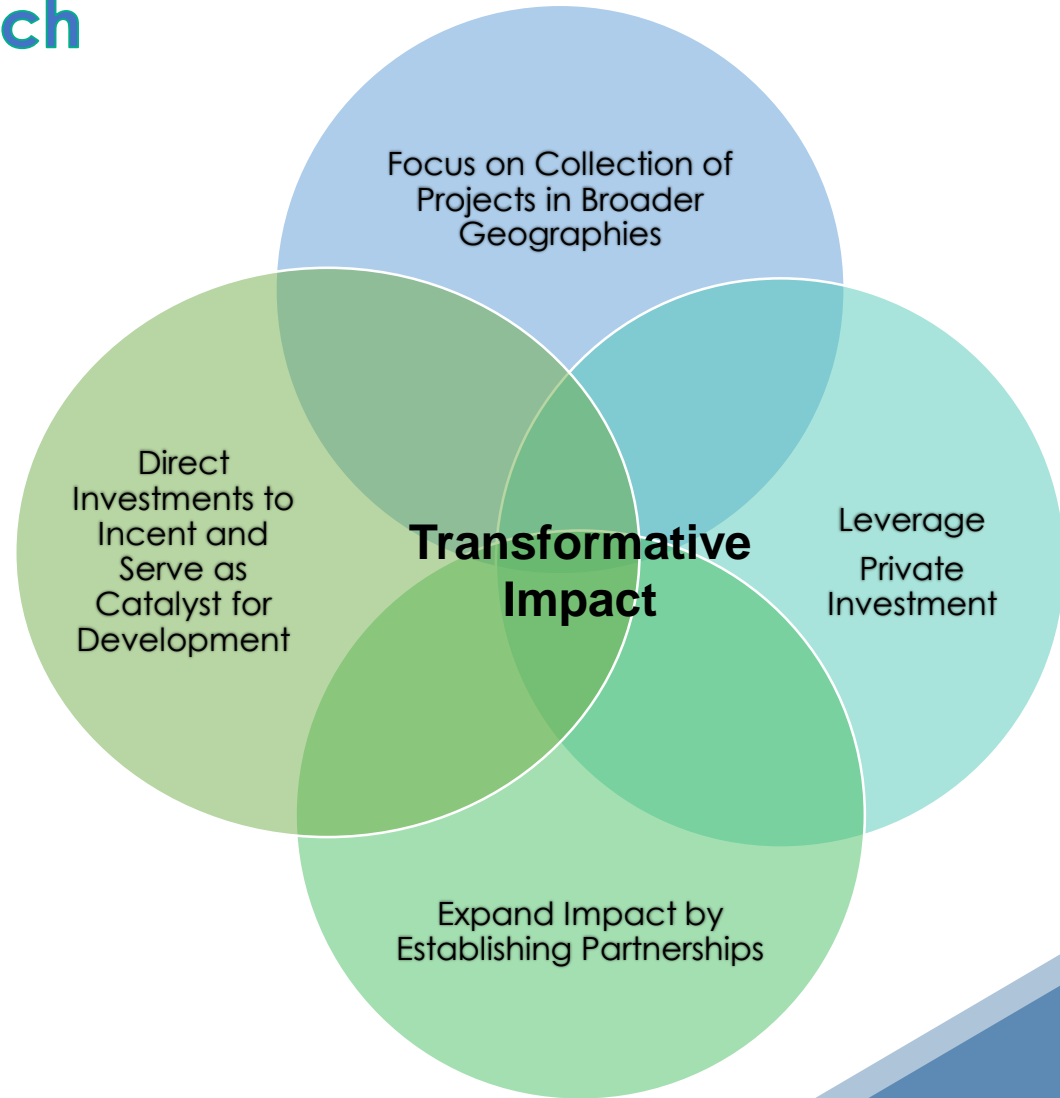 ch
Focus on Collection of
Projects in Broader
Geographies
Direct
Investments to
Incent and
Serve as
Catalyst for
Development
Transformative
Impact
Leverage
Private
Investment
Expand Impact by
Establishing Partnerships